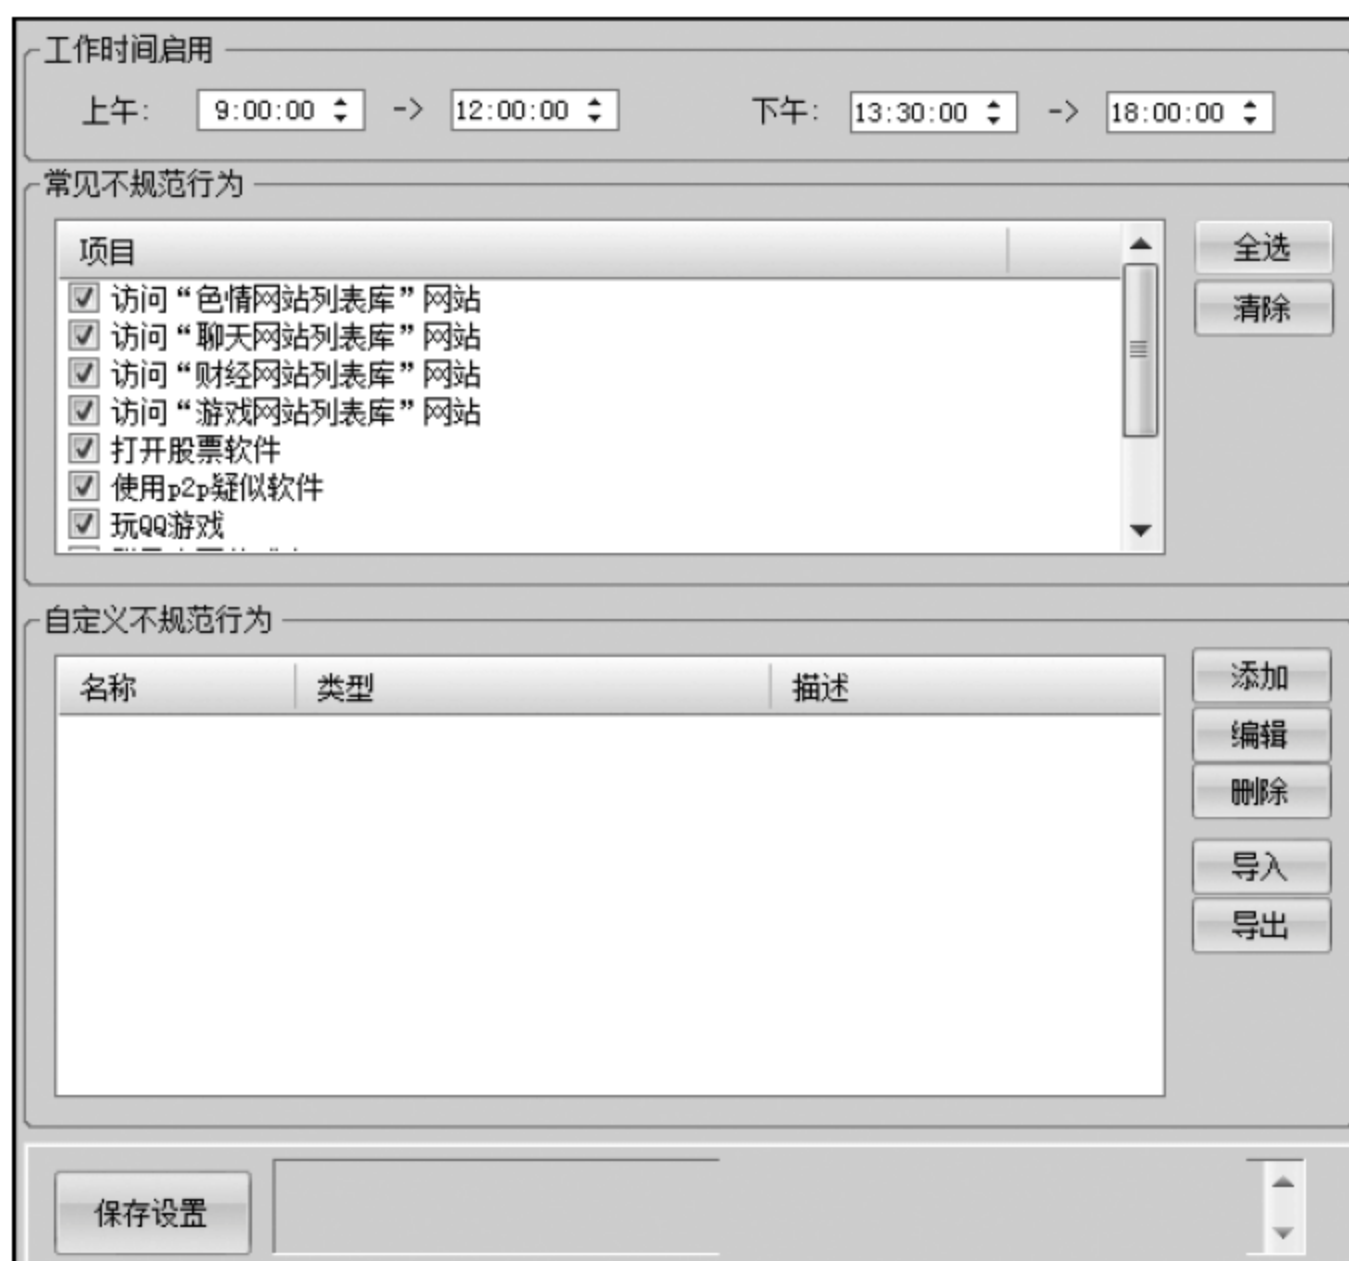 工作时间启用
上午: 9:00:00 -> 12:00:00 下午: 13:30:00 -> 18:00:00
常见不规范行为
项目
全选
访问“色情网站列表库”网站
清除
访问“聊天网站列表库”网站
访问“财经网站列表库”网站
访问“游戏网站列表库”网站
打开股票软件
使用p2p疑似软件
玩QQ游戏
自定义不规范行为
名称 类型 描述
添加
编辑
删除
导入
导出
保存设置